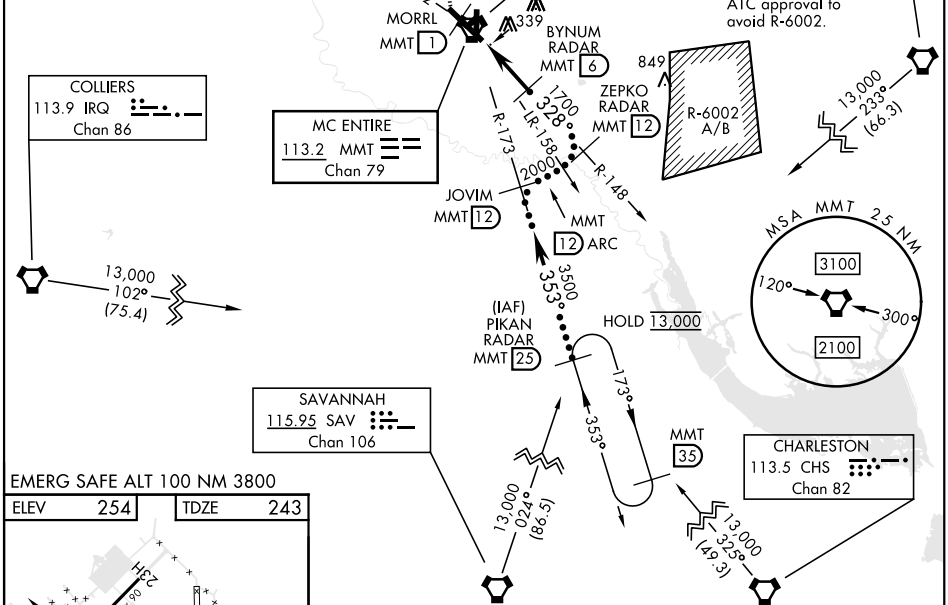 ATC approval to
avoid R-6002.
MORRL
MMT 1
339
BYNUM
RADAR
MMT 6
849
ZEPKO
RADAR
MMT 12
R-6002
A/B
13,000
233°
(66.3)
COLLIERS
113.9 IRQ
Chan 86
MC ENTIRE
113.2 MMT
Chan 79
R-173
1700
328°
LR-158
R-148
2000
JOVIM
MMT 12
MMT
12 ARC
MSA MMT 25 NM
3100
120°
300°
2100
13,000
102°
(75.4)
3500
353°
(IAF)
PIKAN
RADAR
MMT 25
HOLD 13,000
173°
353°
MMT
35
SAVANNAH
115.95 SAV
Chan 106
CHARLESTON
113.5 CHS
Chan 82
13,000
024°
(86.5)
13,000
325°
(49.3)
EMERG SAFE ALT 100 NM 3800
ELEV 254
TDZE 243
23H